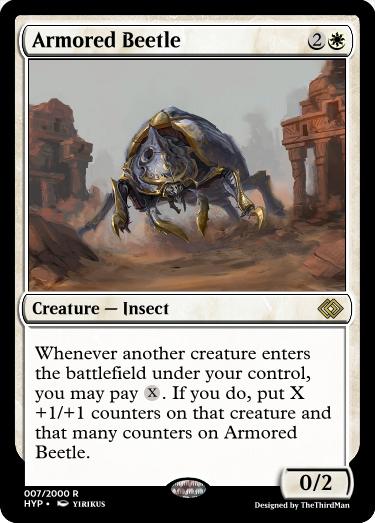 Armored Beetle 2
Creature — Insect
Whenever another creature enters
the battlefield under your control,
you may pay X. If you do, put X
+1/+1 counters on that creature and
that many counters on Armored
Beetle.
0/2
007/2000 R
HYP • YIRIKUS
Designed by TheThirdMan